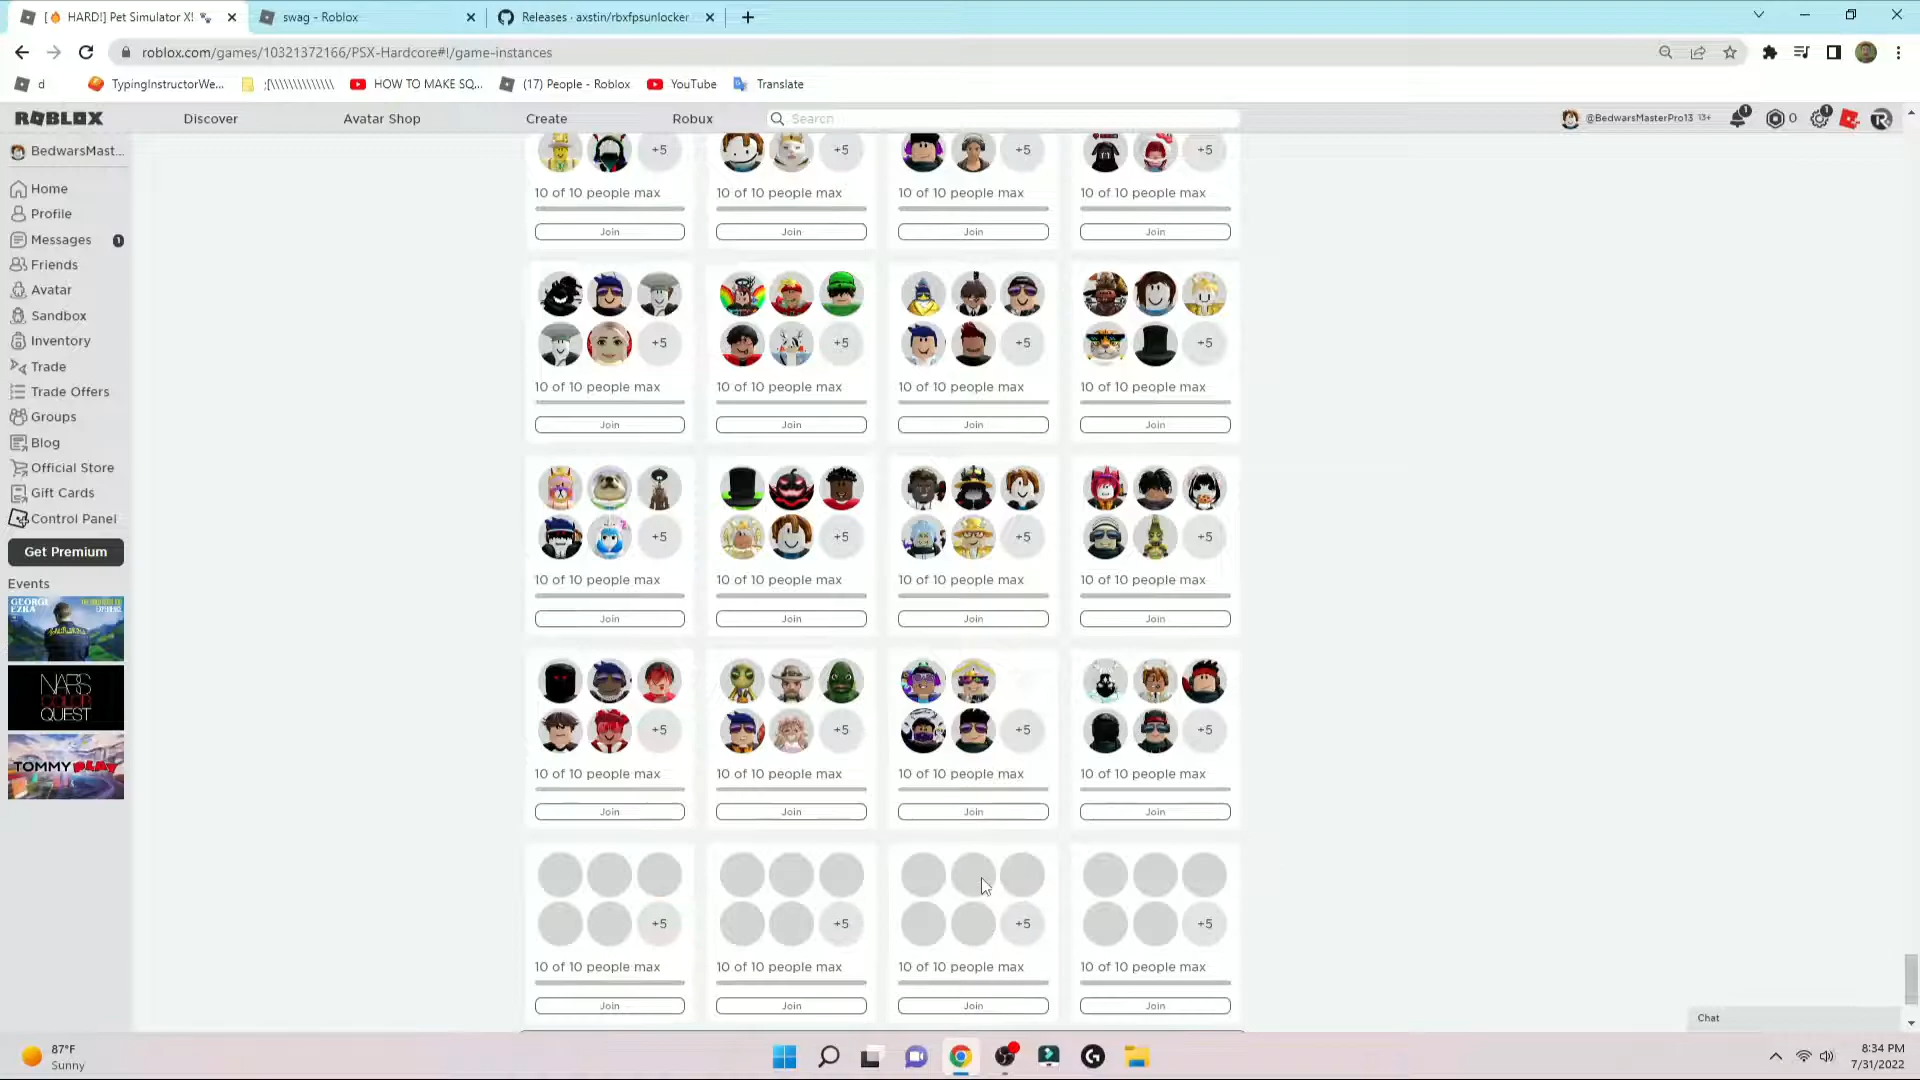 [🔥 HARD!] Pet Simulator X! 🐾
swag - Roblox
Releases · axstin/rbxfpsunlocker
roblox.com/games/10321372166/PSX-Hardcore#!/game-instances
d
TypingInstructorWe...
;[\\\\\\\\\\\\\
HOW TO MAKE SQ...
(17) People - Roblox
YouTube
Translate
ROBLOX
Discover
Avatar Shop
Create
Robux
Search
@BedwarsMasterPro13 13+
1
0
1
BedwarsMast...
Home
Profile
Messages 1
Friends
Avatar
Sandbox
Inventory
Trade
Trade Offers
Groups
Blog
Official Store
Gift Cards
Control Panel
Get Premium
Events
GEORGE
EZRA
NARS
COLOR
QUEST
TOMMY PLAY
+5 +5 +5 +5
10 of 10 people max 10 of 10 people max 10 of 10 people max 10 of 10 people max
Join Join Join Join
+5 +5 +5 +5
10 of 10 people max 10 of 10 people max 10 of 10 people max 10 of 10 people max
Join Join Join Join
+5 +5 +5 +5
10 of 10 people max 10 of 10 people max 10 of 10 people max 10 of 10 people max
Join Join Join Join
+5 +5 +5 +5
10 of 10 people max 10 of 10 people max 10 of 10 people max 10 of 10 people max
Join Join Join Join
+5 +5 +5 +5
10 of 10 people max 10 of 10 people max 10 of 10 people max 10 of 10 people max
Join Join Join Join
Chat
87°F
Sunny
8:34 PM
7/31/2022